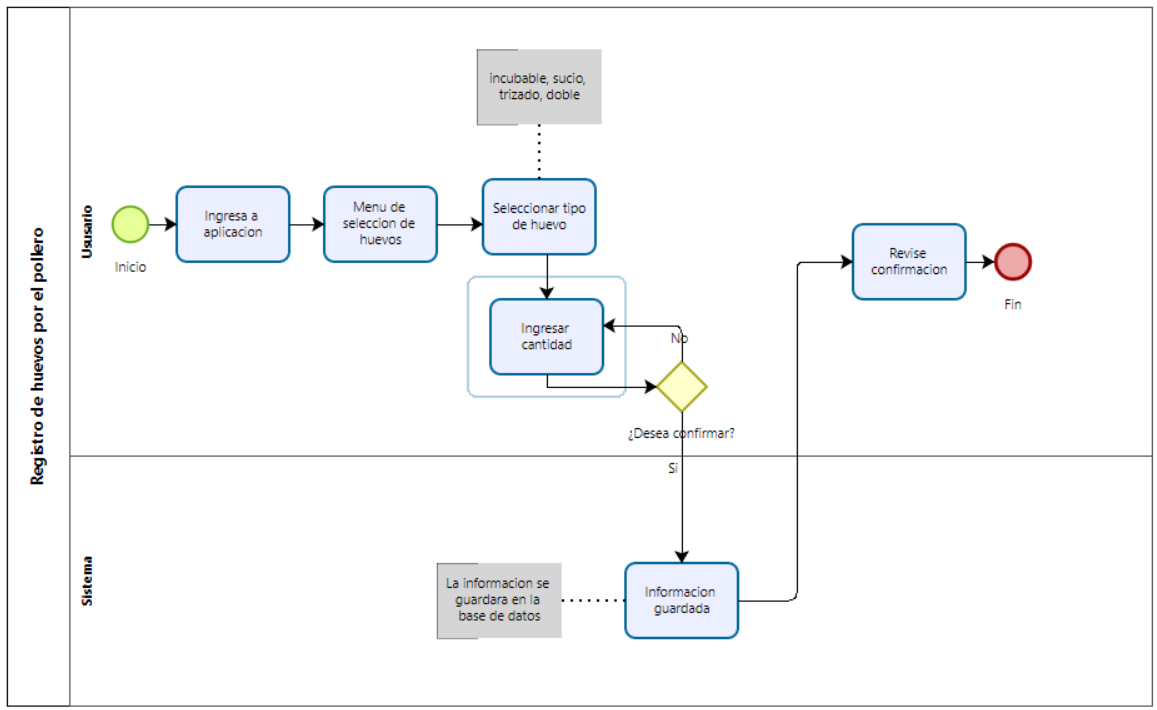 Registro de huevos por el pollero
Ususario
Inicio
Ingresa a
aplicacion
Menu de
seleccion de
huevos
incubable, sucio,
trizado, doble
Seleccionar tipo
de huevo
Ingresar
cantidad
No
¿Desea confirmar?
Si
Revise
confirmacion
Fin
Sistema
La informacion se
guardara en la
base de datos
Informacion
guardada